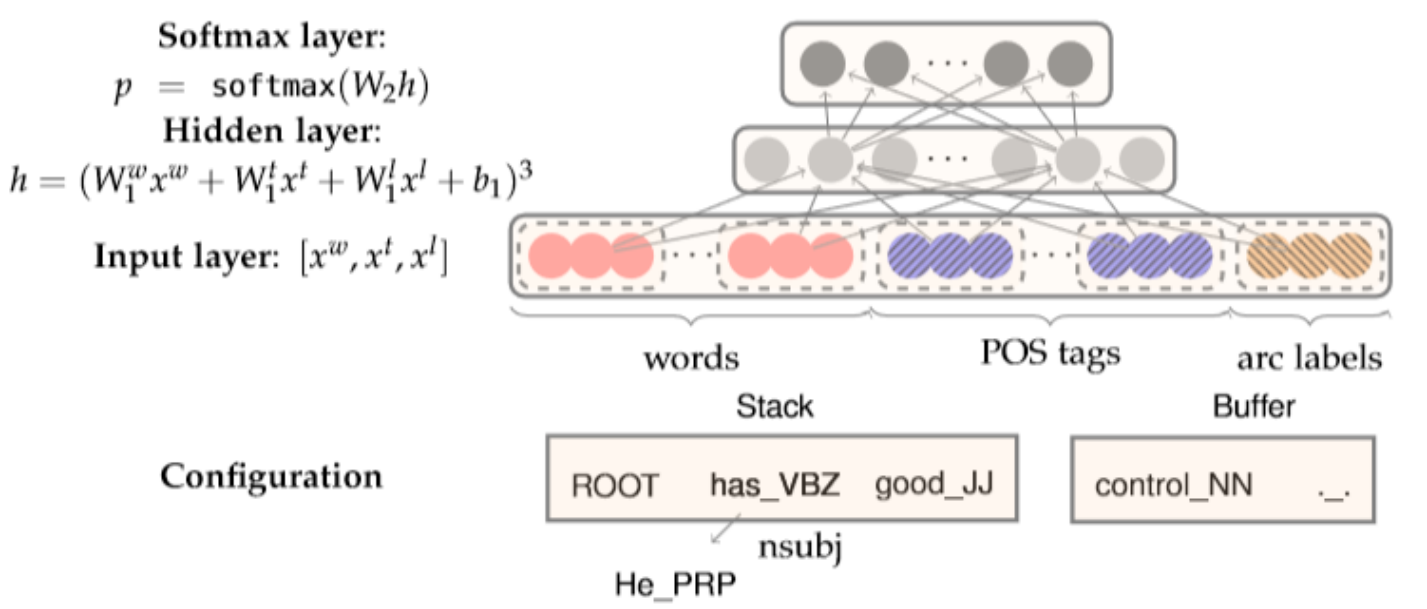 Softmax layer:
p = softmax(W₂h)
Hidden layer:
h = (W₁ʷxʷ + W₁ᵗxᵗ + W₁ˡxˡ + b₁)³
Input layer: [xʷ, xᵗ, xˡ]
· · ·
· · ·
· · · · · ·
words POS tags arc labels
Stack Buffer
Configuration
ROOT has_VBZ good_JJ
control_NN ._.
nsubj
He_PRP